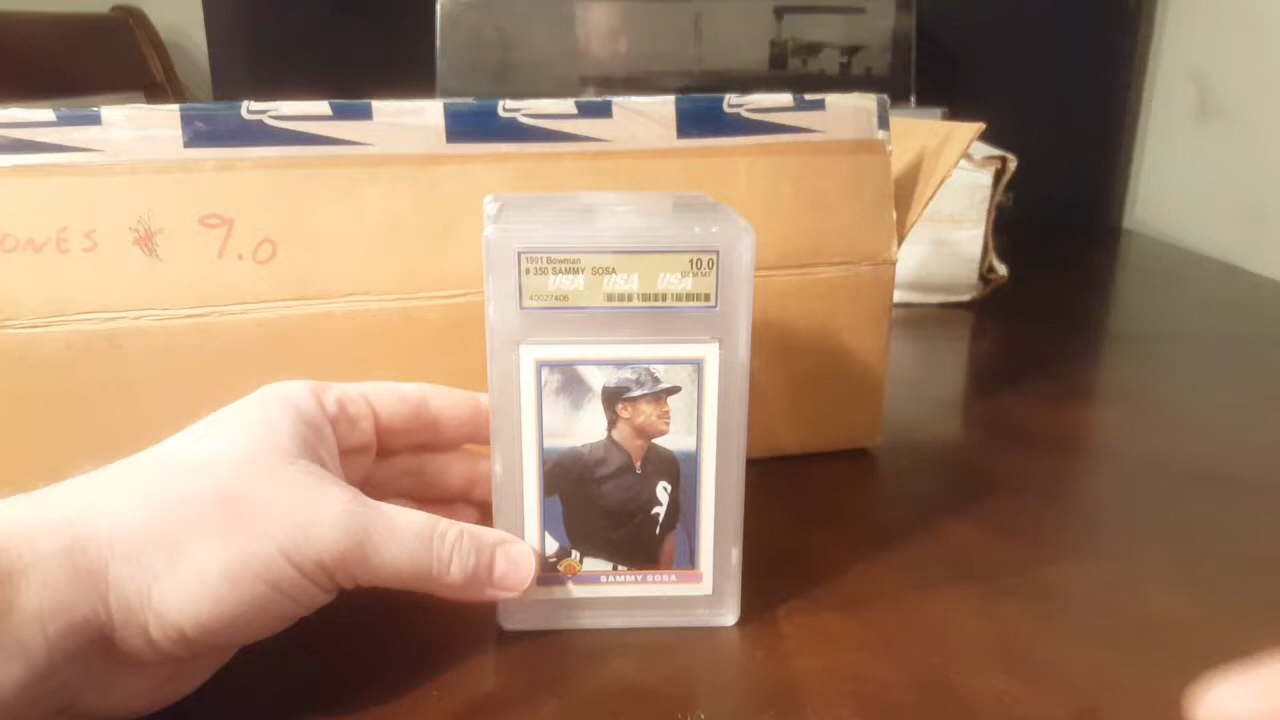 ONES * 9.0
1991 Bowman
# 350 SAMMY SOSA
10.0
GEM MT
USA USA USA
40027406
SAMMY SOSA